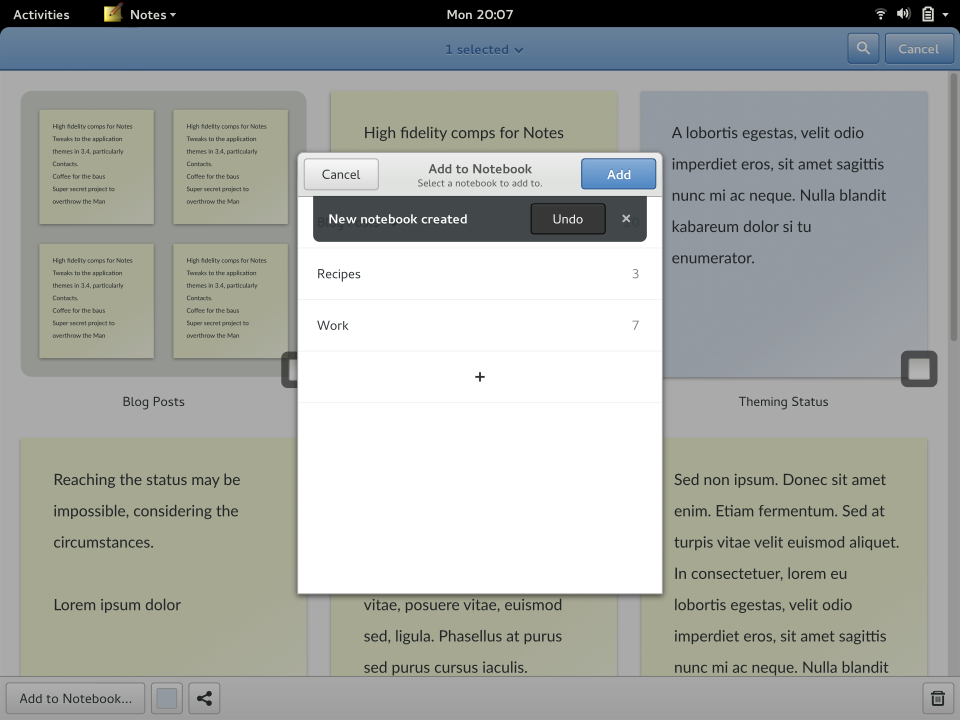 Activities
Notes
Mon 20:07
1 selected
Cancel
High fidelity comps for Notes
Tweaks to the application
themes in 3.4, particularly
Contacts.
Coffee for the baus
Super secret project to
overthrow the Man
High fidelity comps for Notes
Tweaks to the application
themes in 3.4, particularly
Contacts.
Coffee for the baus
Super secret project to
overthrow the Man
High fidelity comps for Notes
Tweaks to the application
themes in 3.4, particularly
Contacts.
Coffee for the baus
Super secret project to
overthrow the Man
High fidelity comps for Notes
Tweaks to the application
themes in 3.4, particularly
Contacts.
Coffee for the baus
Super secret project to
overthrow the Man
Blog Posts
High fidelity comps for Notes
A lobortis egestas, velit odio
imperdiet eros, sit amet sagittis
nunc mi ac neque. Nulla blandit
kabareum dolor si tu
enumerator.
Theming Status
Cancel
Add to Notebook
Select a notebook to add to.
Add
New notebook created
Undo
Recipes 3
Work 7
+
Reaching the status may be
impossible, considering the
circumstances.
Lorem ipsum dolor
vitae, posuere vitae, euismod
sed, ligula. Phasellus at purus
sed purus cursus iaculis.
Sed non ipsum. Donec sit amet
enim. Etiam fermentum. Sed at
turpis vitae velit euismod aliquet.
In consectetuer, lorem eu
lobortis egestas, velit odio
imperdiet eros, sit amet sagittis
nunc mi ac neque. Nulla blandit
Add to Notebook...